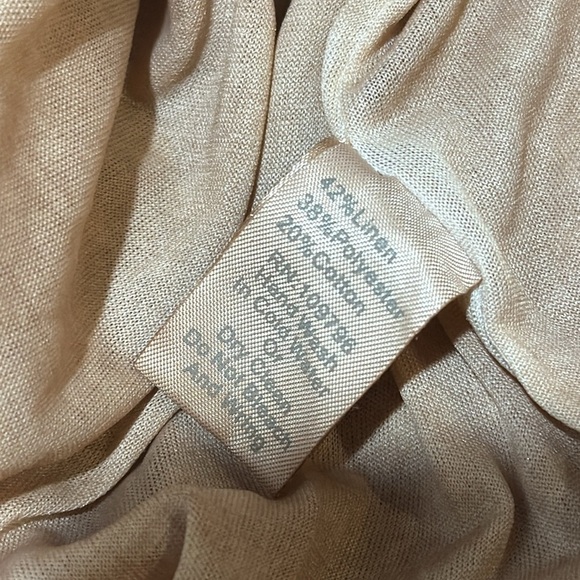 42%Linen
38%Polyester
20%Cotton
RN 109786
Hand Wash
In Cold Water
Or
Dry Clean
Do Not Bleach
And Wring